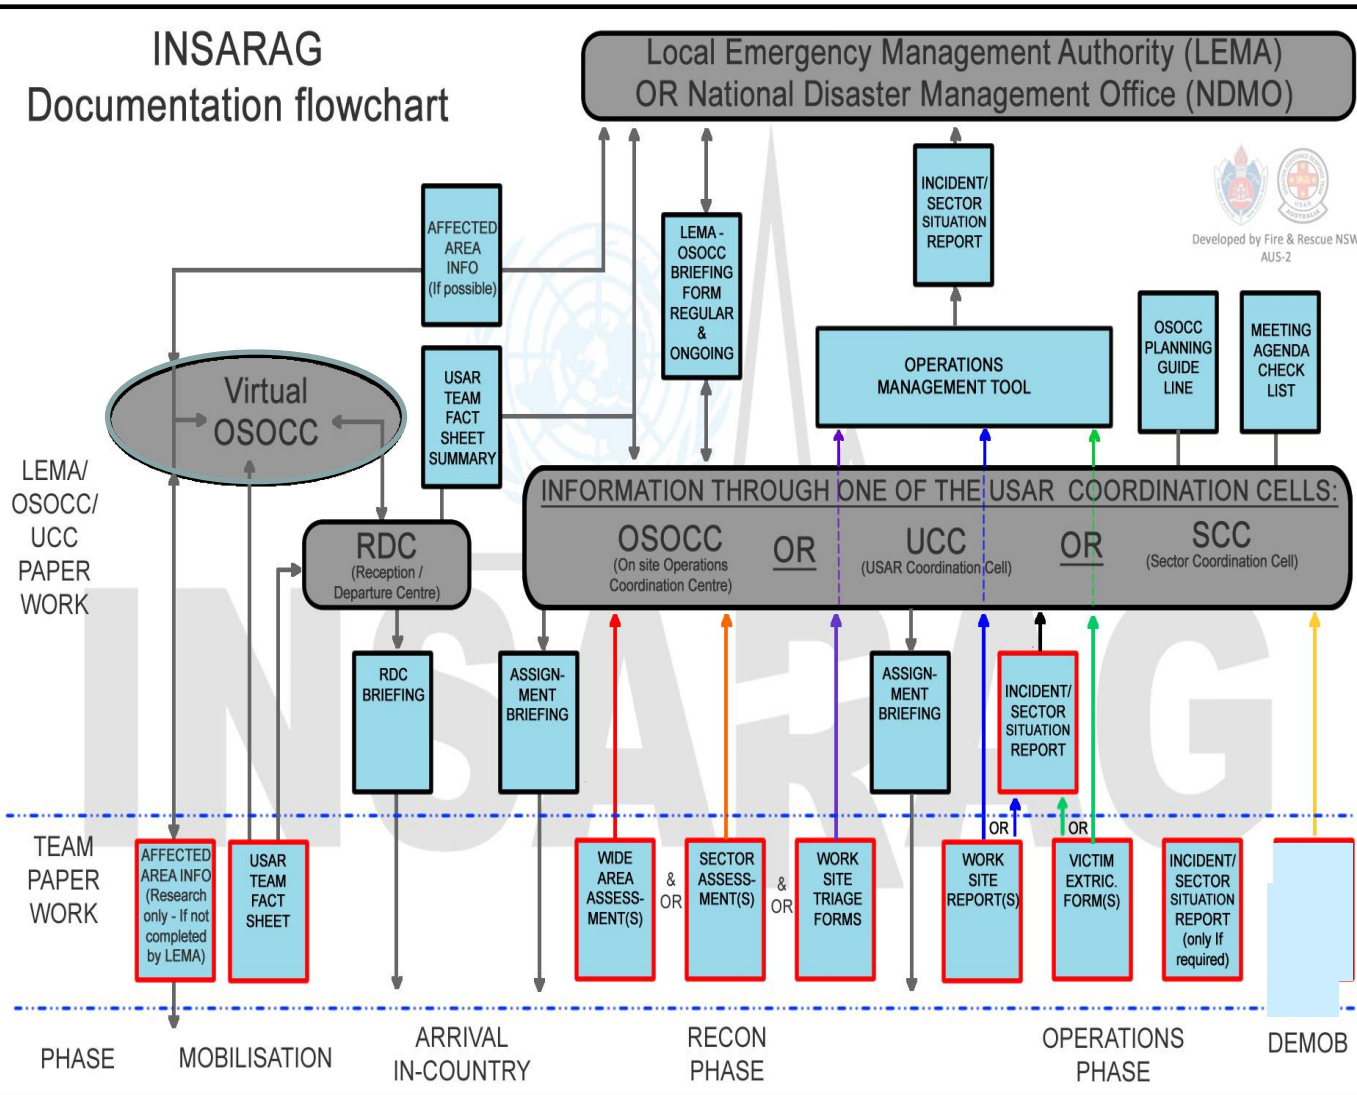 INSARAG
Documentation flowchart
Local Emergency Management Authority (LEMA)
OR National Disaster Management Office (NDMO)
INCIDENT/
SECTOR
SITUATION
REPORT
Developed by Fire & Rescue NSW
AUS-2
AFFECTED
AREA
INFO
(If possible)
LEMA -
OSOCC
BRIEFING
FORM
REGULAR
&
ONGOING
OPERATIONS
MANAGEMENT TOOL
OSOCC
PLANNING
GUIDE
LINE
MEETING
AGENDA
CHECK
LIST
Virtual
OSOCC
USAR
TEAM
FACT
SHEET
SUMMARY
LEMA/
OSOCC/
UCC
PAPER
WORK
RDC
(Reception /
Departure Centre)
INFORMATION THROUGH ONE OF THE USAR COORDINATION CELLS:
OSOCC
(On site Operations
Coordination Centre)
OR
UCC
(USAR Coordination Cell)
OR
SCC
(Sector Coordination Cell)
RDC
BRIEFING
ASSIGN-
MENT
BRIEFING
ASSIGN-
MENT
BRIEFING
INCIDENT/
SECTOR
SITUATION
REPORT
INSARAG
TEAM
PAPER
WORK
AFFECTED
AREA INFO
(Research
only - If not
completed
by LEMA)
USAR
TEAM
FACT
SHEET
WIDE
AREA
ASSESS-
MENT(S)
&
OR
SECTOR
ASSESS-
MENT(S)
&
OR
WORK
SITE
TRIAGE
FORMS
OR
WORK
SITE
REPORT(S)
OR
VICTIM
EXTRIC.
FORM(S)
INCIDENT/
SECTOR
SITUATION
REPORT
(only If
required)
PHASE
MOBILISATION
ARRIVAL
IN-COUNTRY
RECON
PHASE
OPERATIONS
PHASE
DEMOB